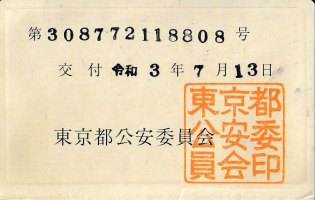 第308772118808号
交付 令和3年7月13日
東京都公安委員会
東京都
公安委
員会印